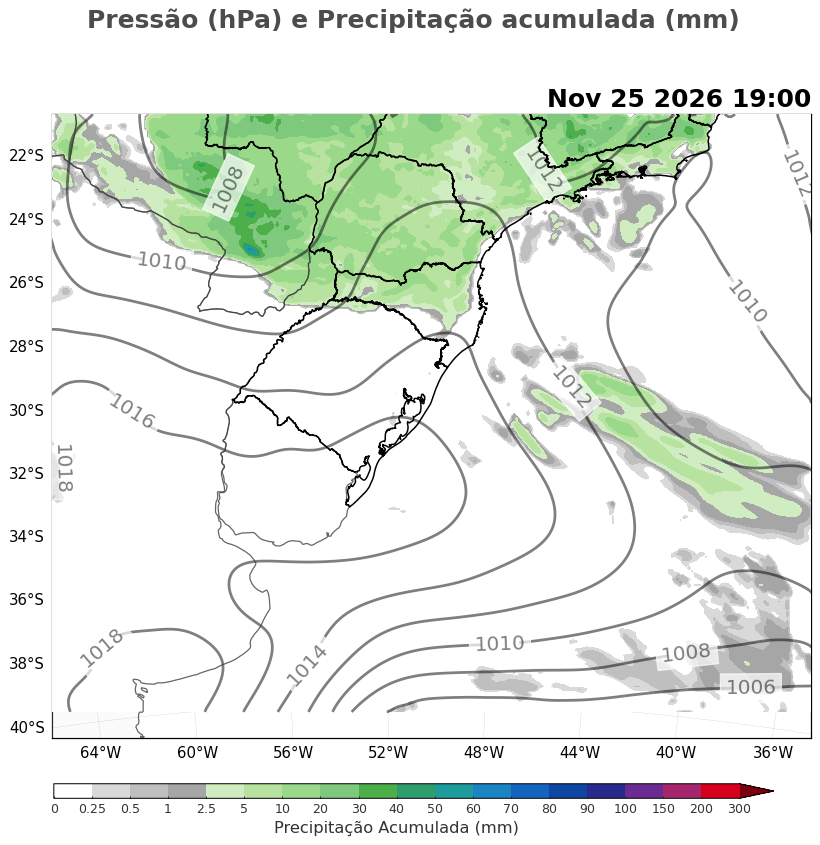 Pressão (hPa) e Precipitação acumulada (mm)
Nov 25 2026 19:00
22°S
24°S
26°S
28°S
30°S
32°S
34°S
36°S
38°S
40°S
1008
1012
1012
1010
1010
1016
1012
1018
1018
1014
1010
1008
1006
64°W 60°W 56°W 52°W 48°W 44°W 40°W 36°W
0 0.25 0.5 1 2.5 5 10 20 30 40 50 60 70 80 90 100 150 200 300
Precipitação Acumulada (mm)